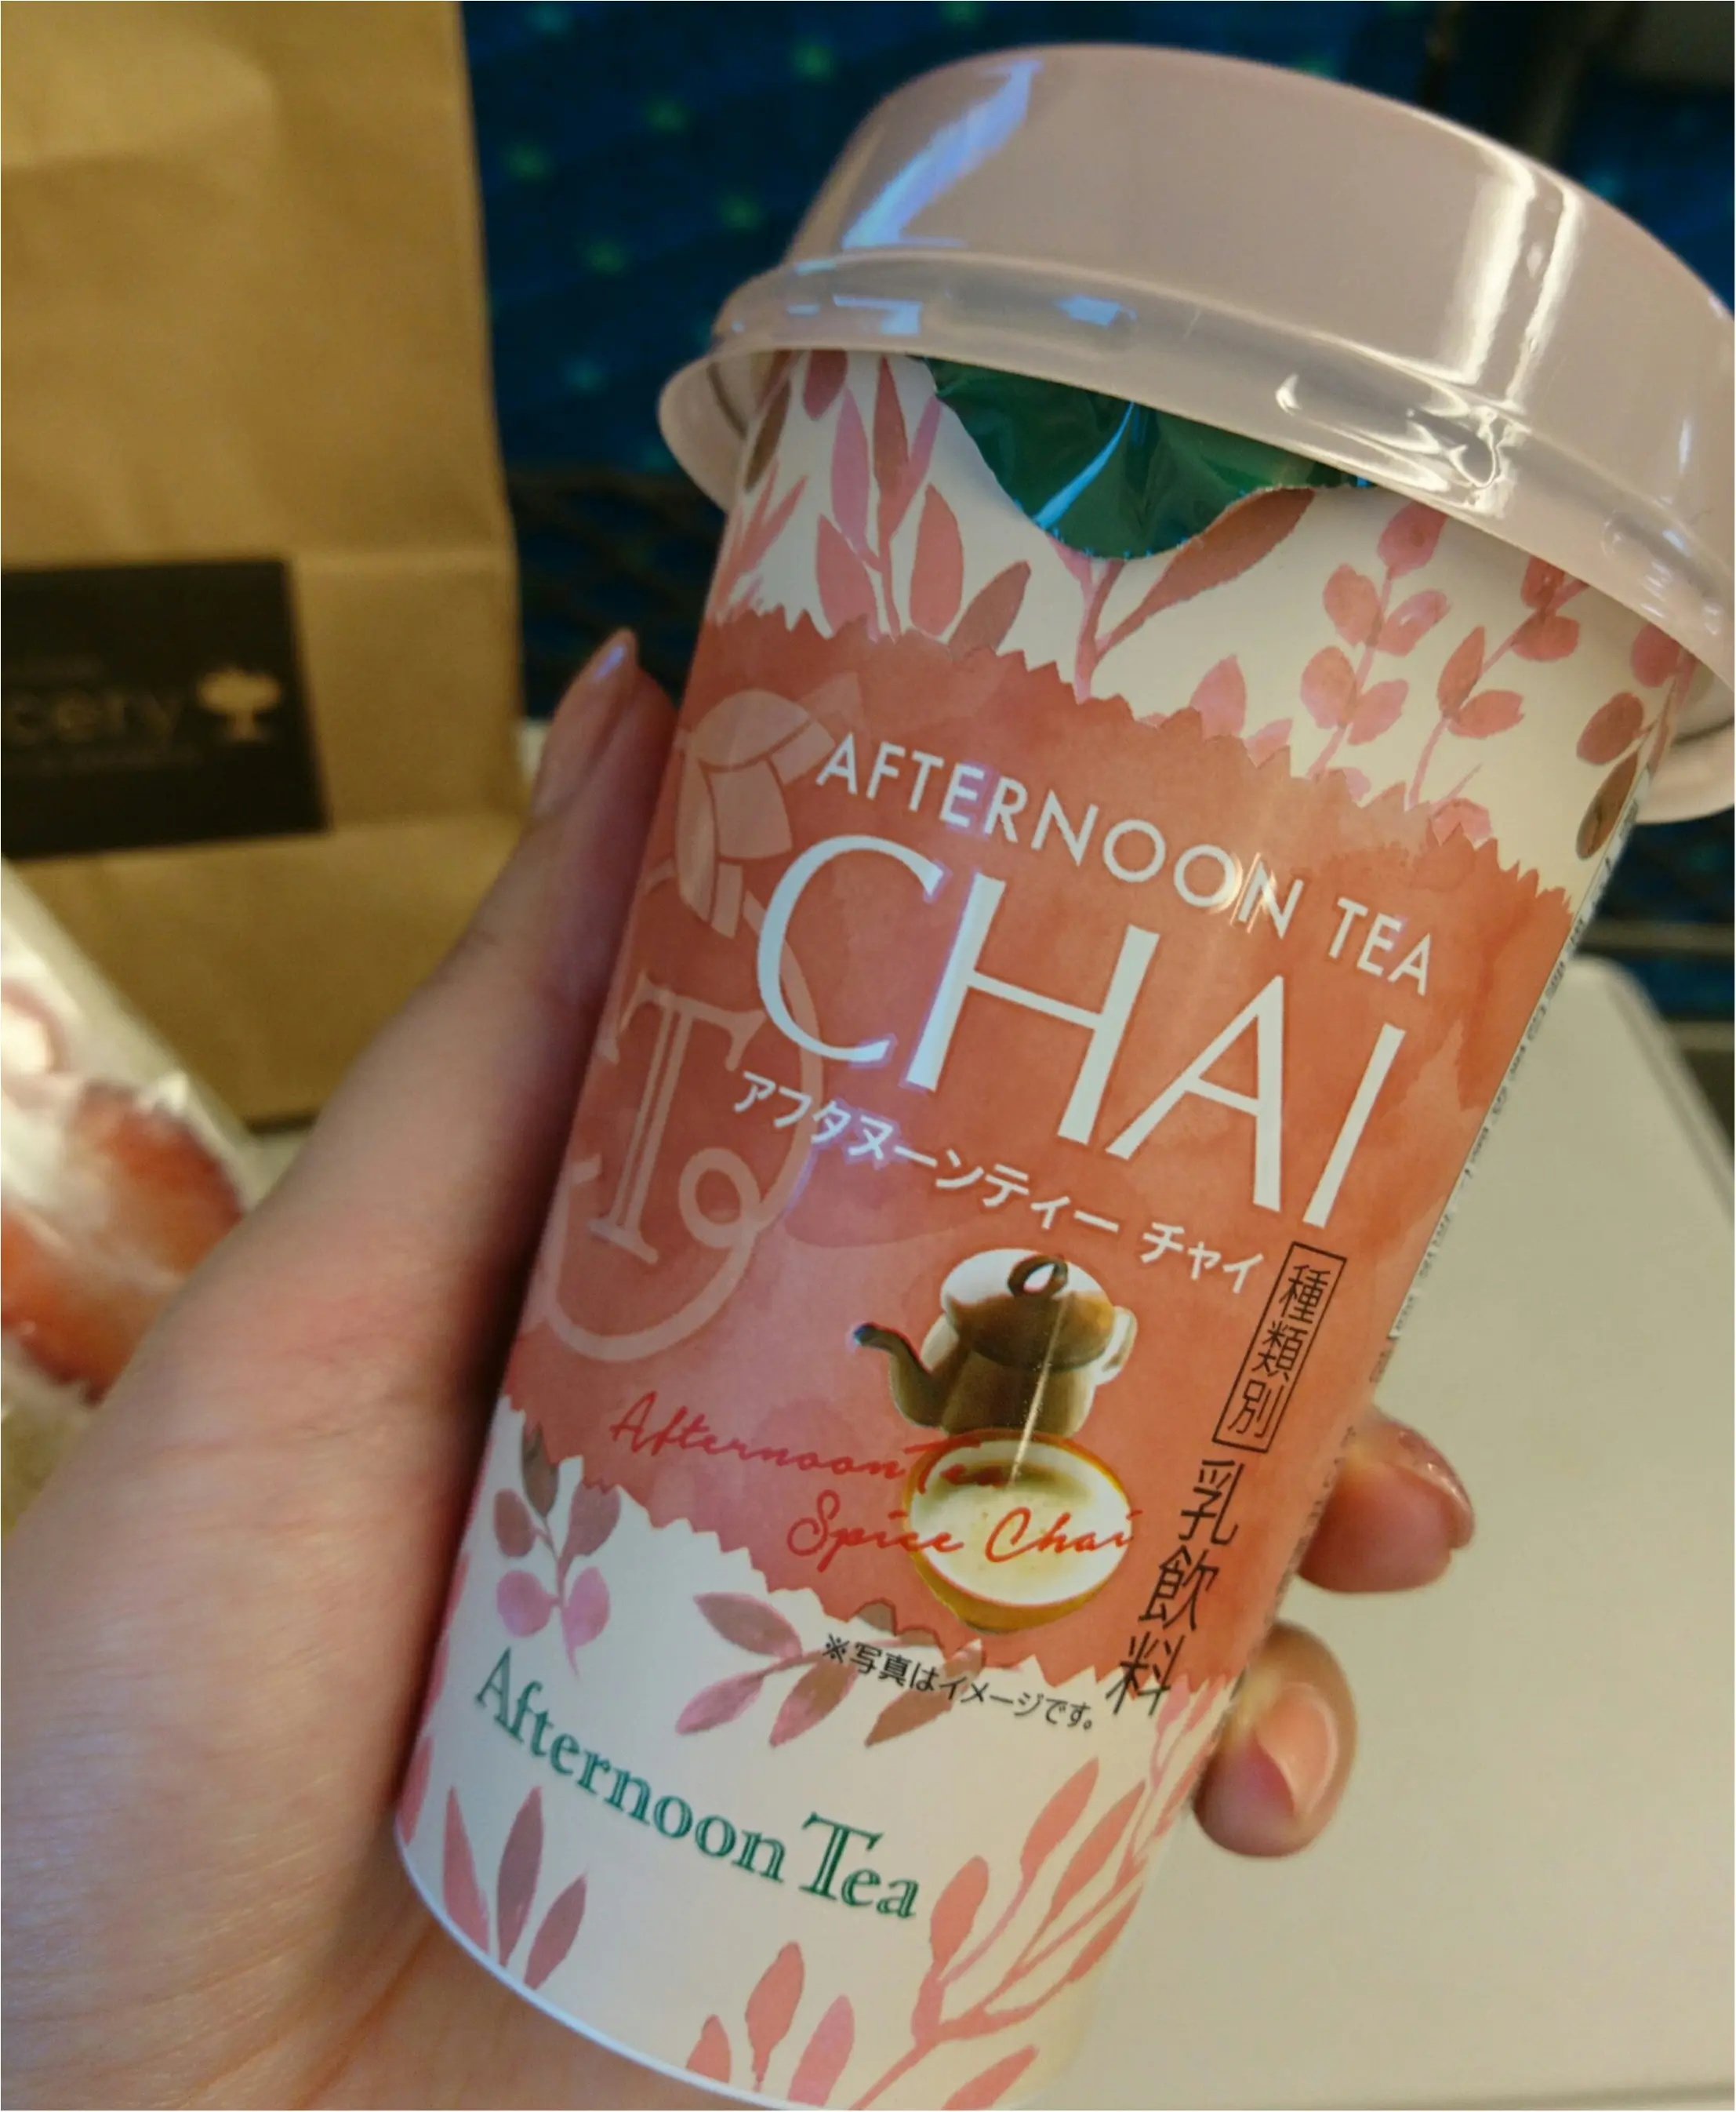 AFTERNOON TEA
CHAI
アフタヌーンティー チャイ
種類別 乳飲料
Afternoon Tea
Spice Chai
※写真はイメージです。
Afternoon Tea